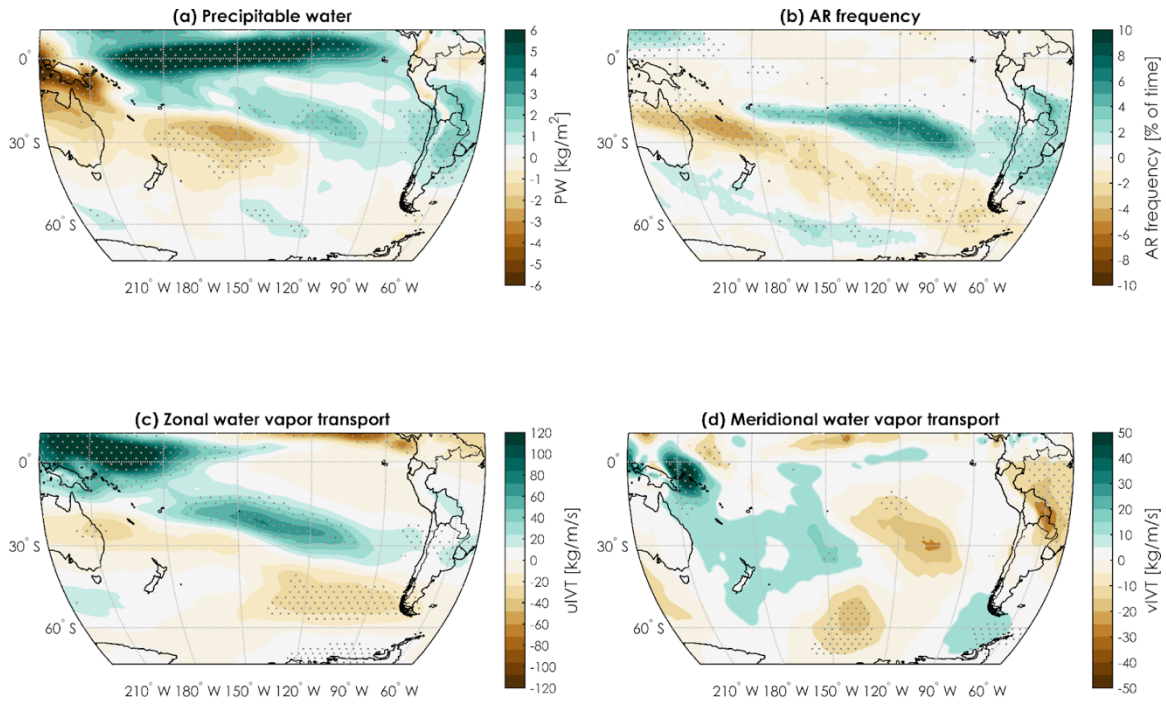 (a) Precipitable water
0°
30° S
60° S
210° W 180° W 150° W 120° W 90° W 60° W
6
5
4
3
2
1
0
-1
-2
-3
-4
-5
-6
PW [kg/m²]
(b) AR frequency
0°
30° S
60° S
210° W 180° W 150° W 120° W 90° W 60° W
10
8
6
4
2
0
-2
-4
-6
-8
-10
AR frequency [% of time]
(c) Zonal water vapor transport
0°
30° S
60° S
210° W 180° W 150° W 120° W 90° W 60° W
120
100
80
60
40
20
0
-20
-40
-60
-80
-100
-120
uIVT [kg/m/s]
(d) Meridional water vapor transport
0°
30° S
60° S
210° W 180° W 150° W 120° W 90° W 60° W
50
40
30
20
10
0
-10
-20
-30
-40
-50
vIVT [kg/m/s]